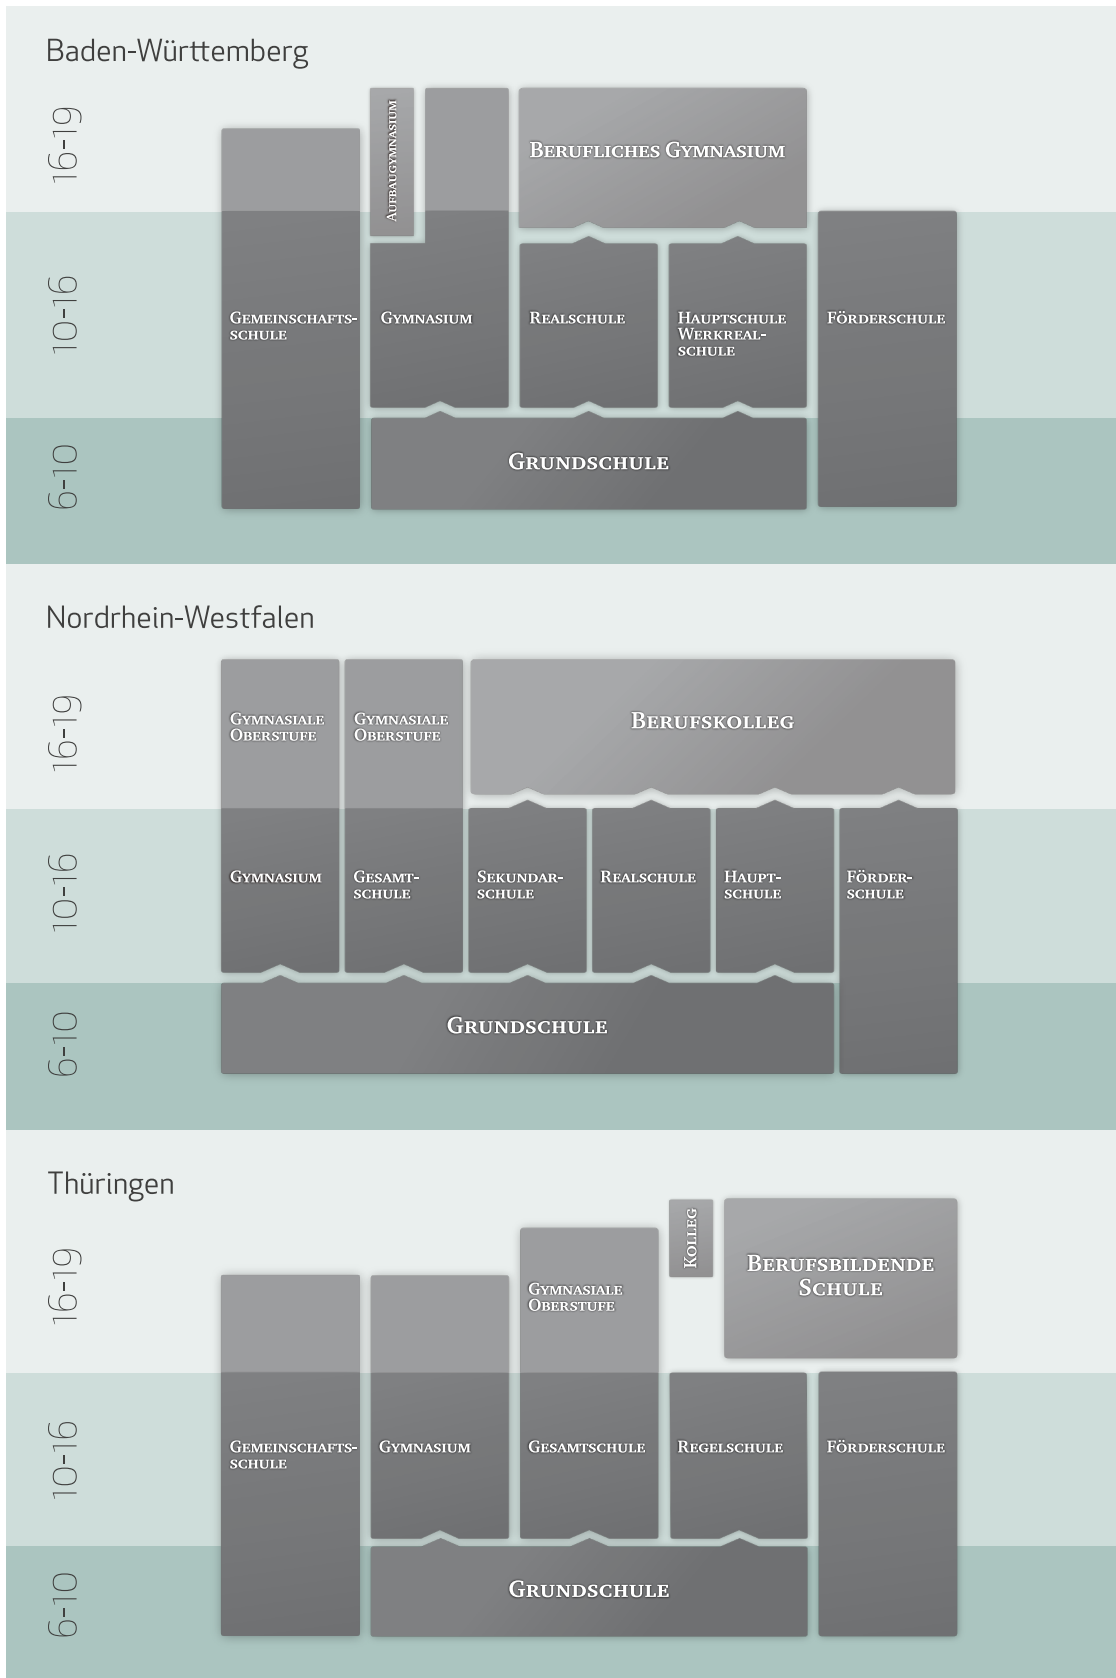 Baden-Württemberg
16-19
Aufbaugymnasium
Berufliches Gymnasium
10-16
Gemeinschafts-
schule
Gymnasium
Realschule
Hauptschule
Werkreal-
schule
Förderschule
6-10
Grundschule
Nordrhein-Westfalen
16-19
Gymnasiale
Oberstufe
Gymnasiale
Oberstufe
Berufskolleg
10-16
Gymnasium
Gesamt-
schule
Sekundar-
schule
Realschule
Haupt-
schule
Förder-
schule
6-10
Grundschule
Thüringen
16-19
Gymnasiale
Oberstufe
Kolleg
Berufsbildende
Schule
10-16
Gemeinschafts-
schule
Gymnasium
Gesamtschule
Regelschule
Förderschule
6-10
Grundschule